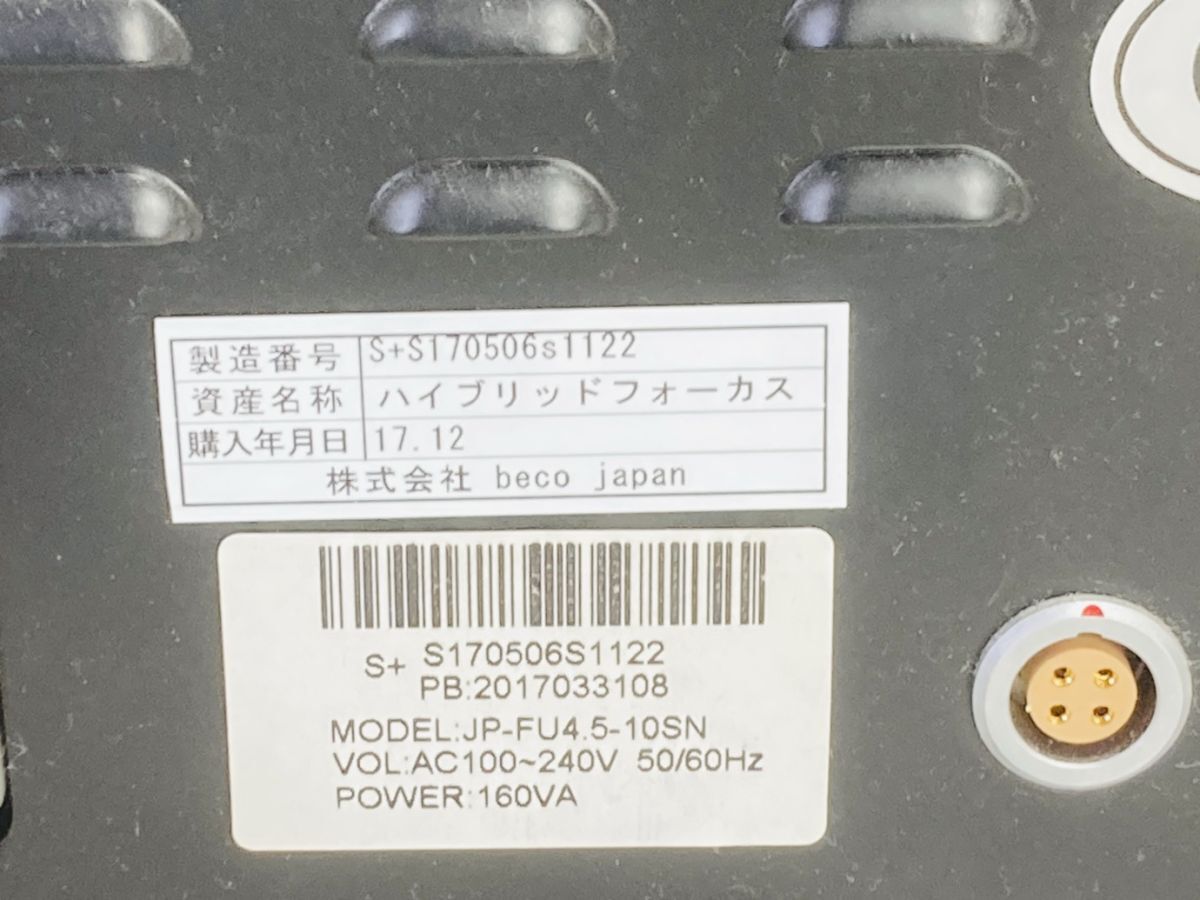 製造番号 S+S170506s1122
資産名称 ハイブリッドフォーカス
購入年月日 17.12
株式会社 beco japan
S+ S170506S1122
PB:2017033108
MODEL:JP-FU4.5-10SN
VOL:AC100~240V 50/60Hz
POWER:160VA